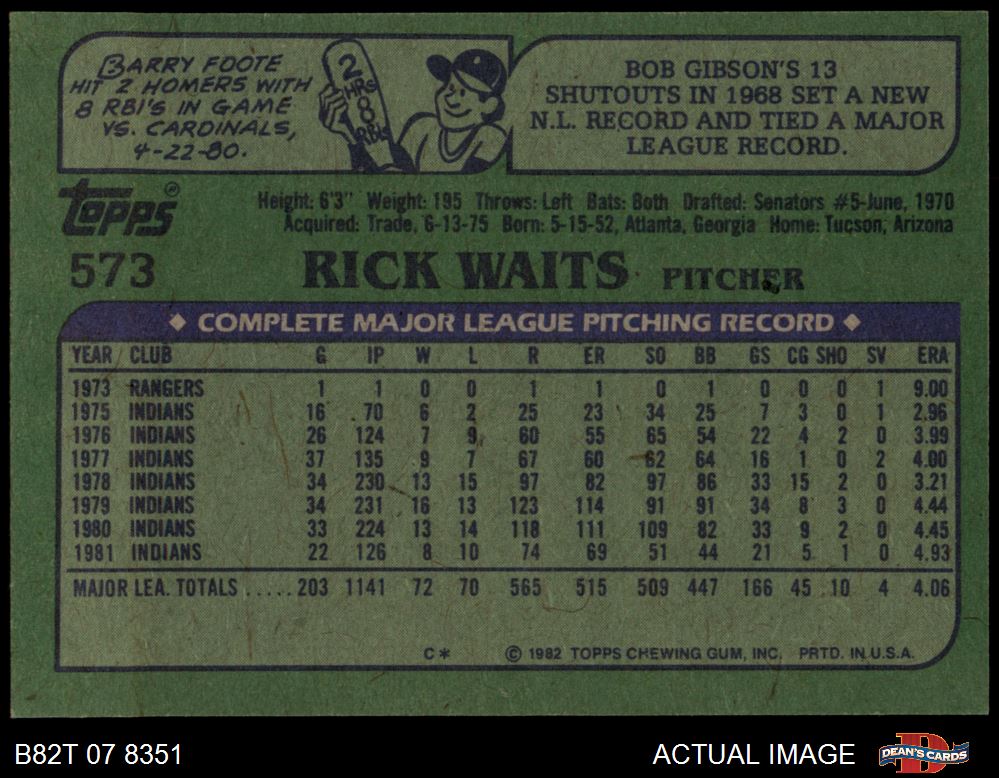 BARRY FOOTE
HIT 2 HOMERS WITH
8 RBI'S IN GAME
VS. CARDINALS,
4-22-80.
2
HRs
8
RBIs
BOB GIBSON'S 13
SHUTOUTS IN 1968 SET A NEW
N.L. RECORD AND TIED A MAJOR
LEAGUE RECORD.
Topps®
Height: 6'3" Weight: 195 Throws: Left Bats: Both Drafted: Senators #5-June, 1970
Acquired: Trade, 6-13-75 Born: 5-15-52, Atlanta, Georgia Home: Tucson, Arizona
573 RICK WAITS PITCHER
◆ COMPLETE MAJOR LEAGUE PITCHING RECORD ◆
YEAR CLUB G IP W L R ER SO BB GS CG SHO SV ERA
1973 RANGERS 1 1 0 0 1 1 0 1 0 0 0 1 9.00
1975 INDIANS 16 70 6 2 25 23 34 25 7 3 0 1 2.96
1976 INDIANS 26 124 7 9 60 55 65 54 22 4 2 0 3.99
1977 INDIANS 37 135 9 7 67 60 62 64 16 1 0 2 4.00
1978 INDIANS 34 230 13 15 97 82 97 86 33 15 2 0 3.21
1979 INDIANS 34 231 16 13 123 114 91 91 34 8 3 0 4.44
1980 INDIANS 33 224 13 14 118 111 109 82 33 9 2 0 4.45
1981 INDIANS 22 126 8 10 74 69 51 44 21 5 1 0 4.93
MAJOR LEA. TOTALS ..... 203 1141 72 70 565 515 509 447 166 45 10 4 4.06
C* © 1982 TOPPS CHEWING GUM, INC. PRTD. IN U.S.A.
B82T 07 8351 ACTUAL IMAGE DEAN'S CARDS